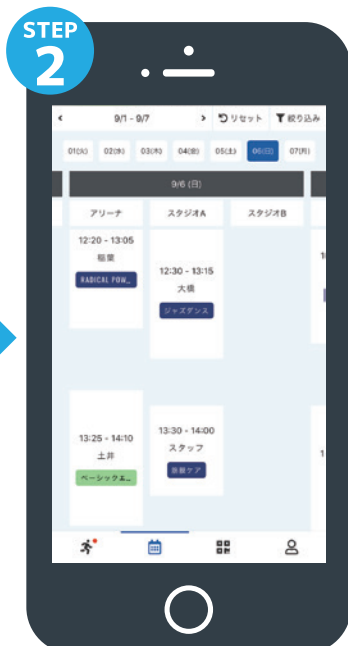 STEP
2
9/1 - 9/7
リセット
絞り込み
01(火) 02(水) 03(木) 04(金) 05(土) 06(日) 07(月)
9/6 (日)
アリーナ スタジオA スタジオB
12:20 - 13:05
稲葉
RADICAL POW...
12:30 - 13:15
大橋
ジャズダンス
13:25 - 14:10
土井
ベーシックエ...
13:30 - 14:00
スタッフ